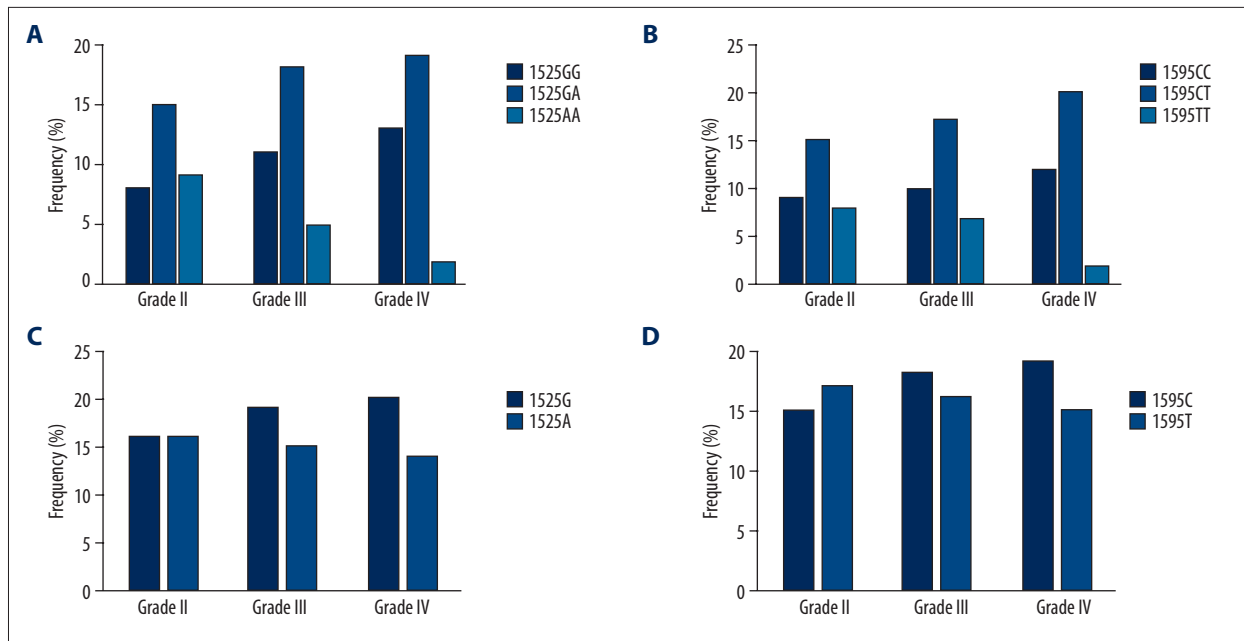 A
Frequency (%)
20
15
10
5
0
Grade II
Grade III
Grade IV
1525GG
1525GA
1525AA
B
Frequency (%)
25
20
15
10
5
0
Grade II
Grade III
Grade IV
1595CC
1595CT
1595TT
C
Frequency (%)
25
20
15
10
5
0
Grade II
Grade III
Grade IV
1525G
1525A
D
Frequency (%)
20
15
10
5
0
Grade II
Grade III
Grade IV
1595C
1595T